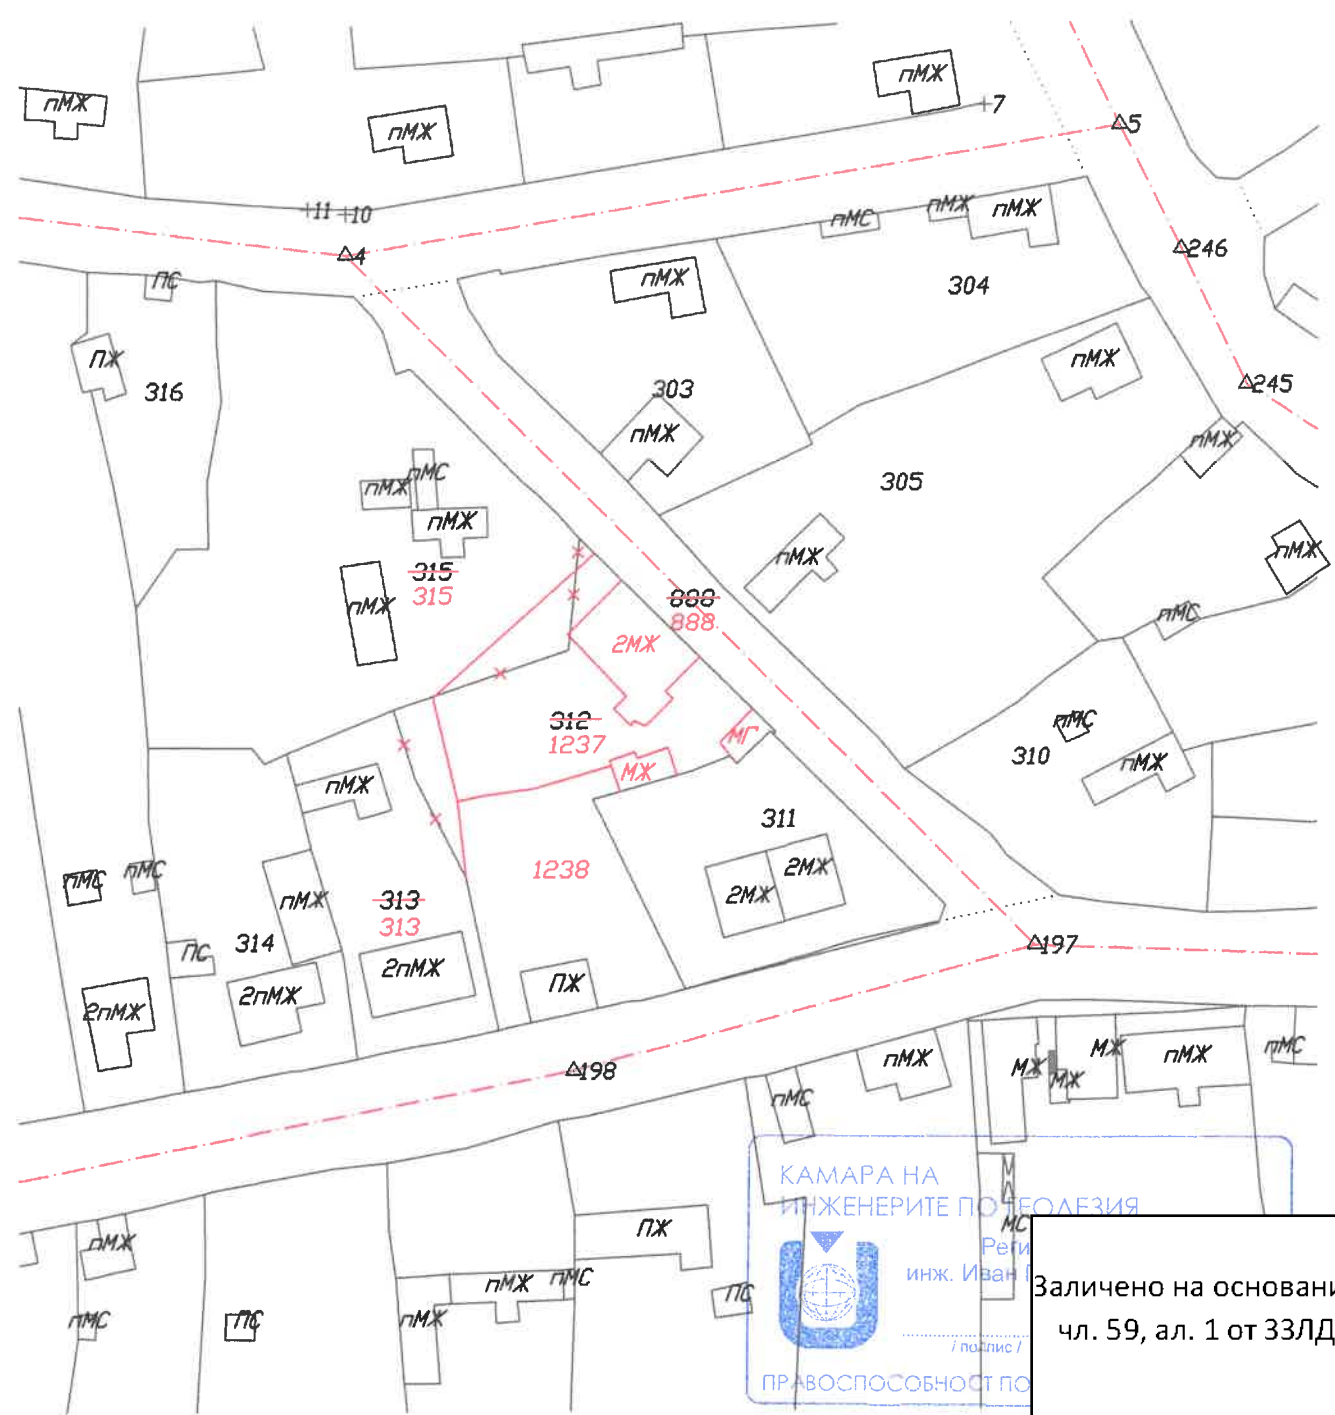 пМЖ
пМЖ
пМЖ
7
5
11
10
4
пМС
пМЖ
пМЖ
246
ПС
пМЖ
304
ПЖ
316
303
пМЖ
245
пМЖ
пМЖ
пМС
пМЖ
305
пМЖ
пМЖ
пМЖ
315
315
пМЖ
888
888
2МЖ
пМС
312
1237
МГ
МЖ
пМС
310
пМЖ
пМЖ
311
пМС
пМС
1238
2МЖ
2МЖ
пМЖ
313
313
314
ПС
2пМЖ
2пМЖ
ПЖ
2пМЖ
197
198
пМЖ
МЖ
МЖ
МЖ
пМЖ
пМС
пМС
КАМАРА НА
ИНЖЕНЕРИТЕ ПО ГЕОДЕЗИЯ
МС
Реги
инж. Иван
пМЖ
ПЖ
Заличено на основани
чл. 59, ал. 1 от ЗЗЛД
пМЖ
пМС
ПС
пМС
ПС
пМЖ
/ подпис /
ПРАВОСПОСОБНОСТ ПО